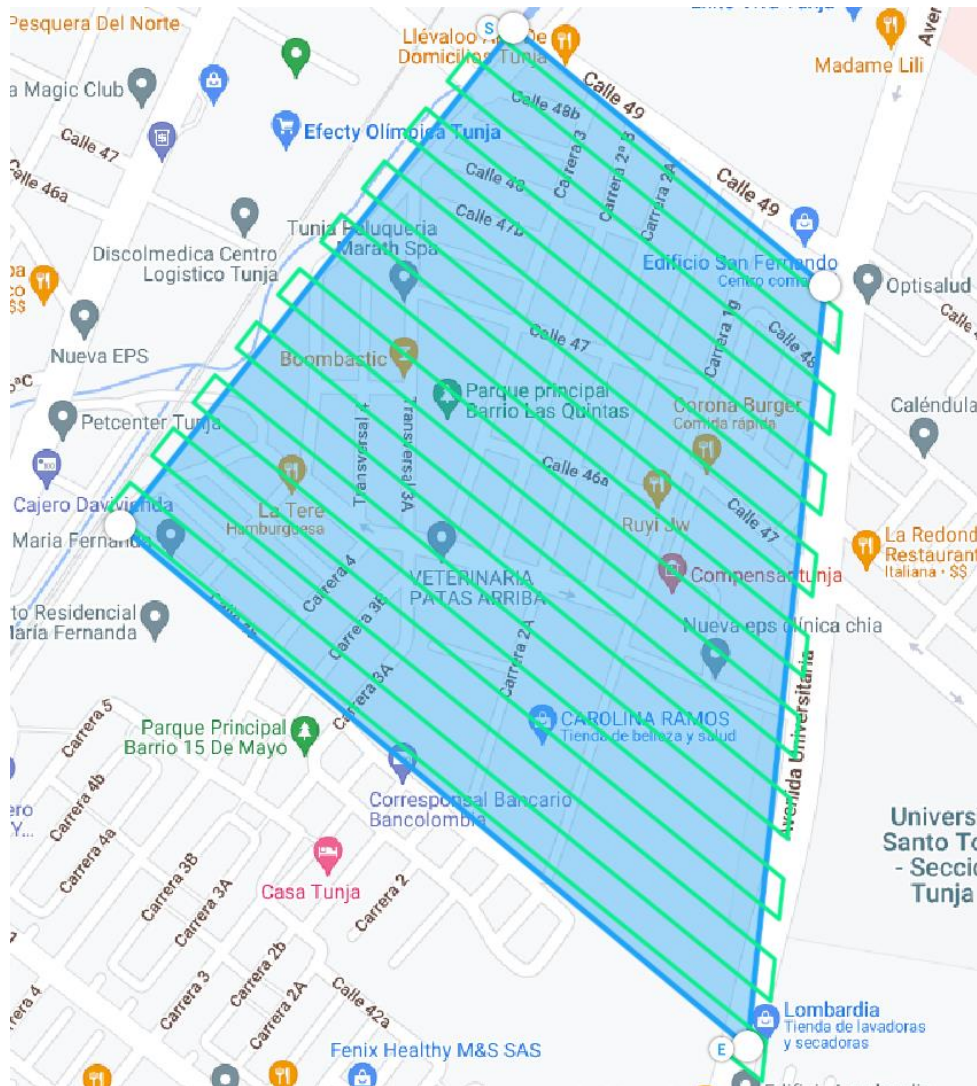 Pesquera Del Norte
S
Llévaloo
Domicilios Tunja
Madame Lili
a Magic Club
Calle 49
Calle 48b
Carrera 3
Carrera 2ª
Carrera 2A
Calle 47
Efecty Olímpica Tunja
Calle 49
Calle 46a
Calle 48
Calle 47b
Tunja Peluqueria
Marath Spa
Discolmedica Centro
Logistico Tunja
Edificio San Fernando
Optisalud
Nueva EPS
Calle 47
Carrera 1g
Calle 48
Boombastic
Parque principal
Barrio Las Quintas
Corona Burger
Comida rápida
Caléndula
Petcenter Tunja
Transversal 4
Transversal 3A
Calle 46a
Cajero Davivienda
La Tere
Hamburguesa
Ruyi Jw
Calle 47
Maria Fernanda
La Redond
Restaurant
Italiana • $$
VETERINARIA
PATAS ARRIBA
Compensar tunja
to Residencial
María Fernanda
Carrera 4
Carrera 3B
Carrera 2A
Nueva eps clínica chia
Carrera 3A
Carrera 5
Parque Principal
Barrio 15 De Mayo
CAROLINA RAMOS
Tienda de belleza y salud
Avenida Universitaria
Carrera 4b
Corresponsal Bancario
Bancolombia
Carrera 4a
Univers
Santo To
- Seccio
Tunja
Carrera 3B
Carrera 3A
Casa Tunja
Carrera 2
Carrera 2b
Carrera 3
Carrera 2A
Calle 42a
Lombardia
Tienda de lavadoras
y secadoras
E
Fenix Healthy M&S SAS